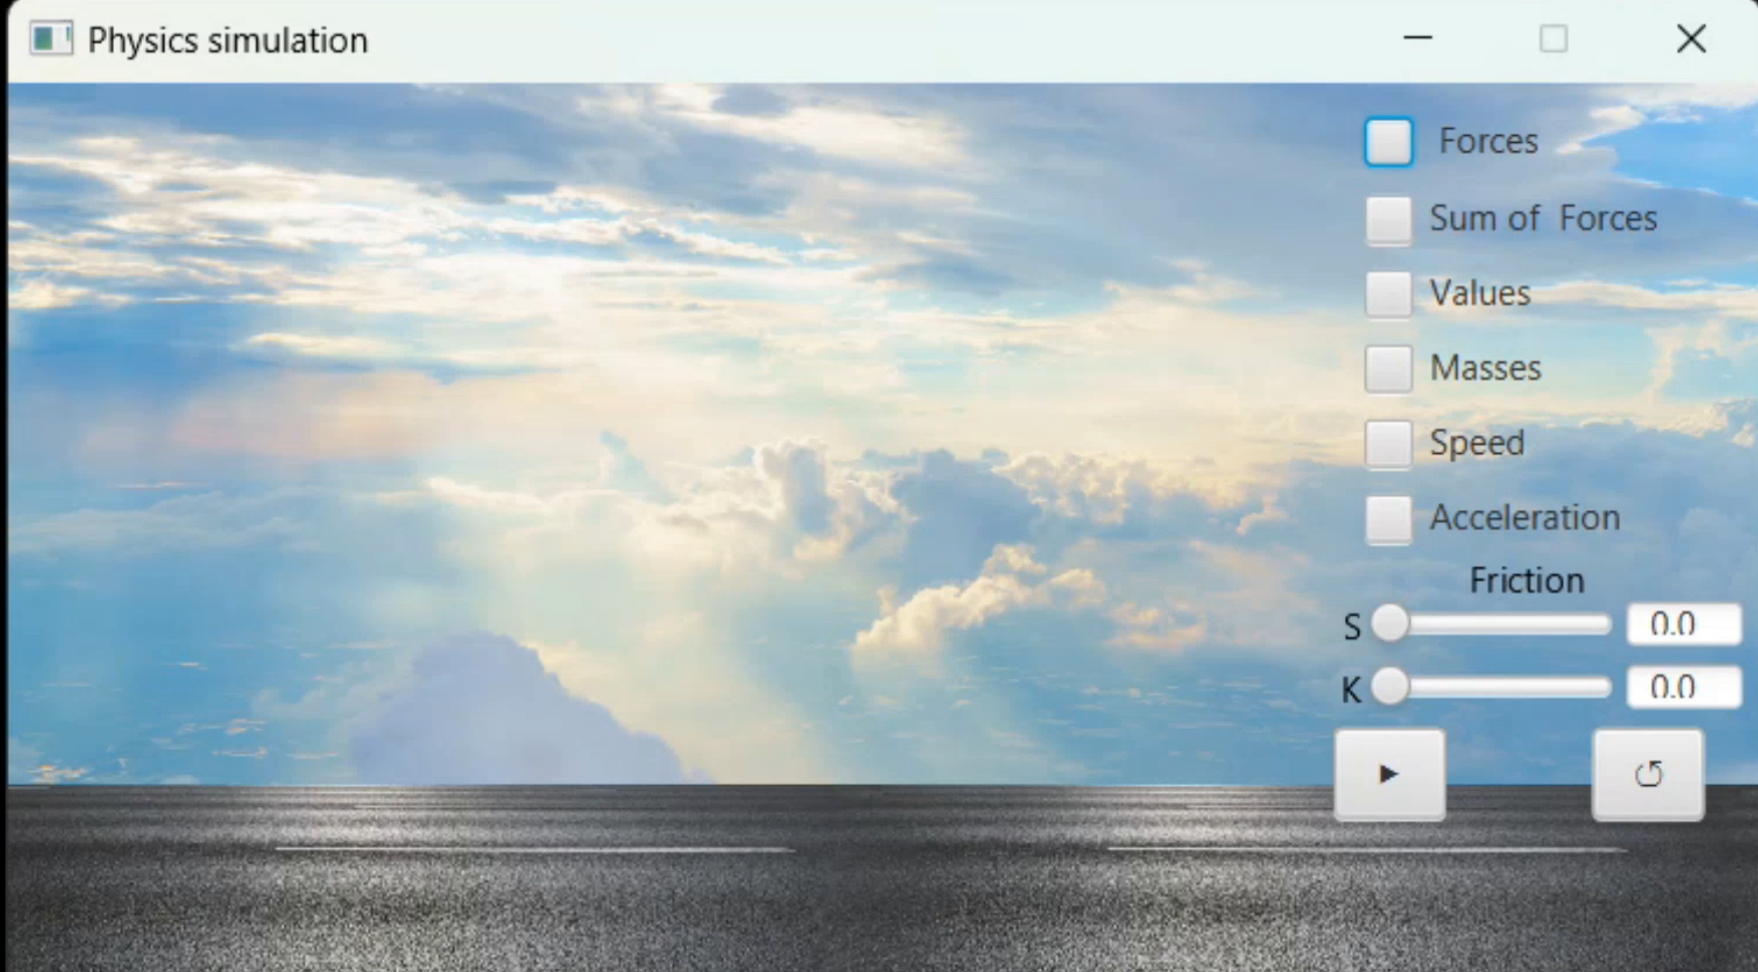 Physics simulation
Forces
Sum of Forces
Values
Masses
Speed
Acceleration
Friction
S 0.0
K 0.0